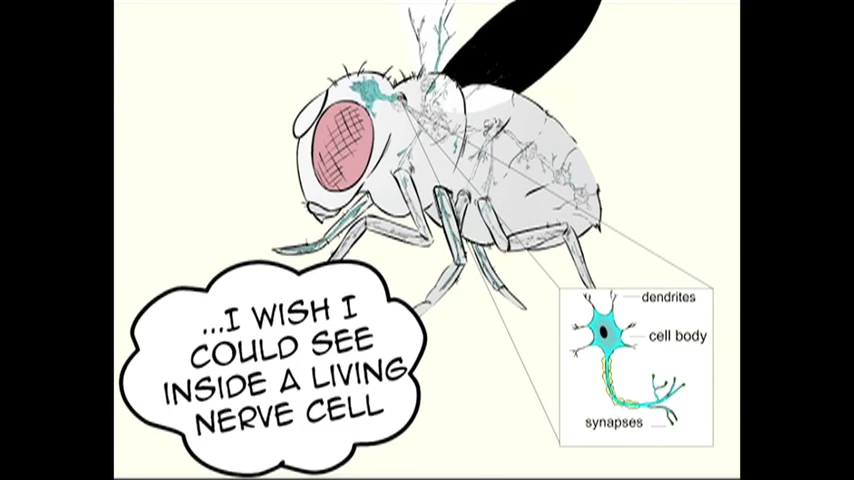 ...I WISH I
COULD SEE
INSIDE A LIVING
NERVE CELL
dendrites
cell body
synapses